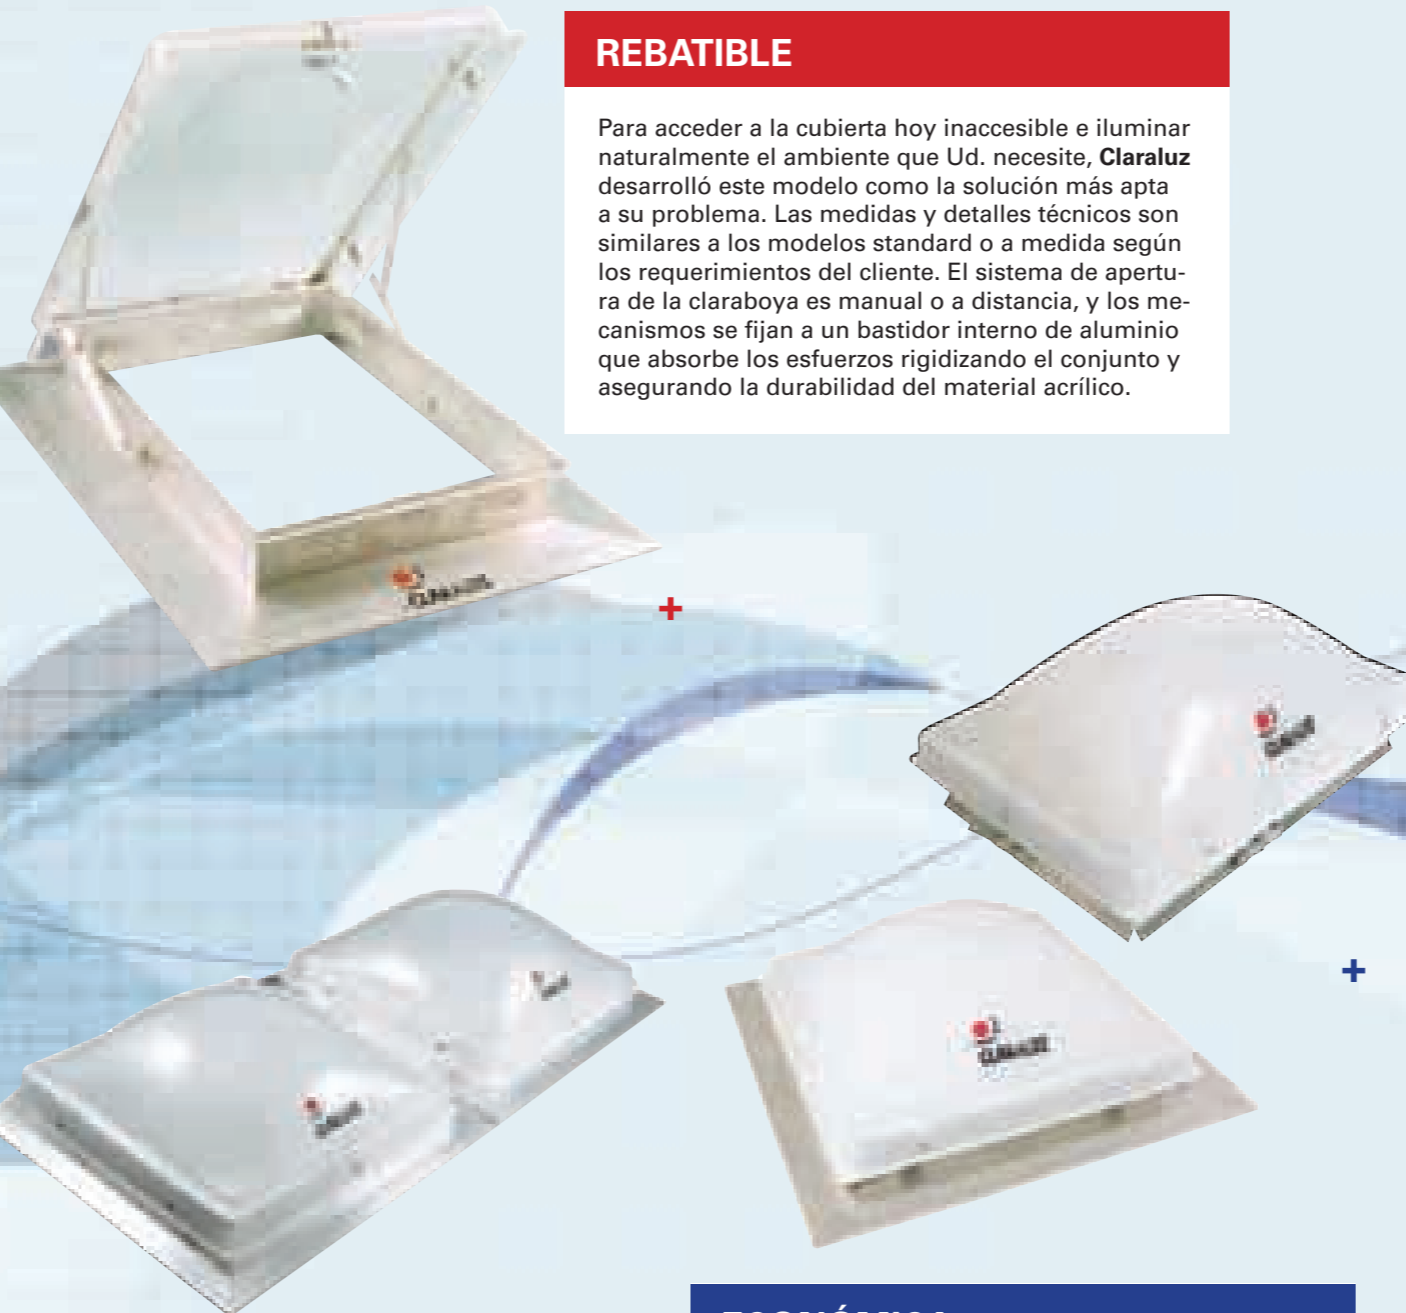 REBATIBLE
Para acceder a la cubierta hoy inaccesible e iluminar
naturalmente el ambiente que Ud. necesite, Claraluz
desarrolló este modelo como la solución más apta
a su problema. Las medidas y detalles técnicos son
similares a los modelos standard o a medida según
los requerimientos del cliente. El sistema de apertu-
ra de la claraboya es manual o a distancia, y los me-
canismos se fijan a un bastidor interno de aluminio
que absorbe los esfuerzos rigidizando el conjunto y
asegurando la durabilidad del material acrílico.
+
+